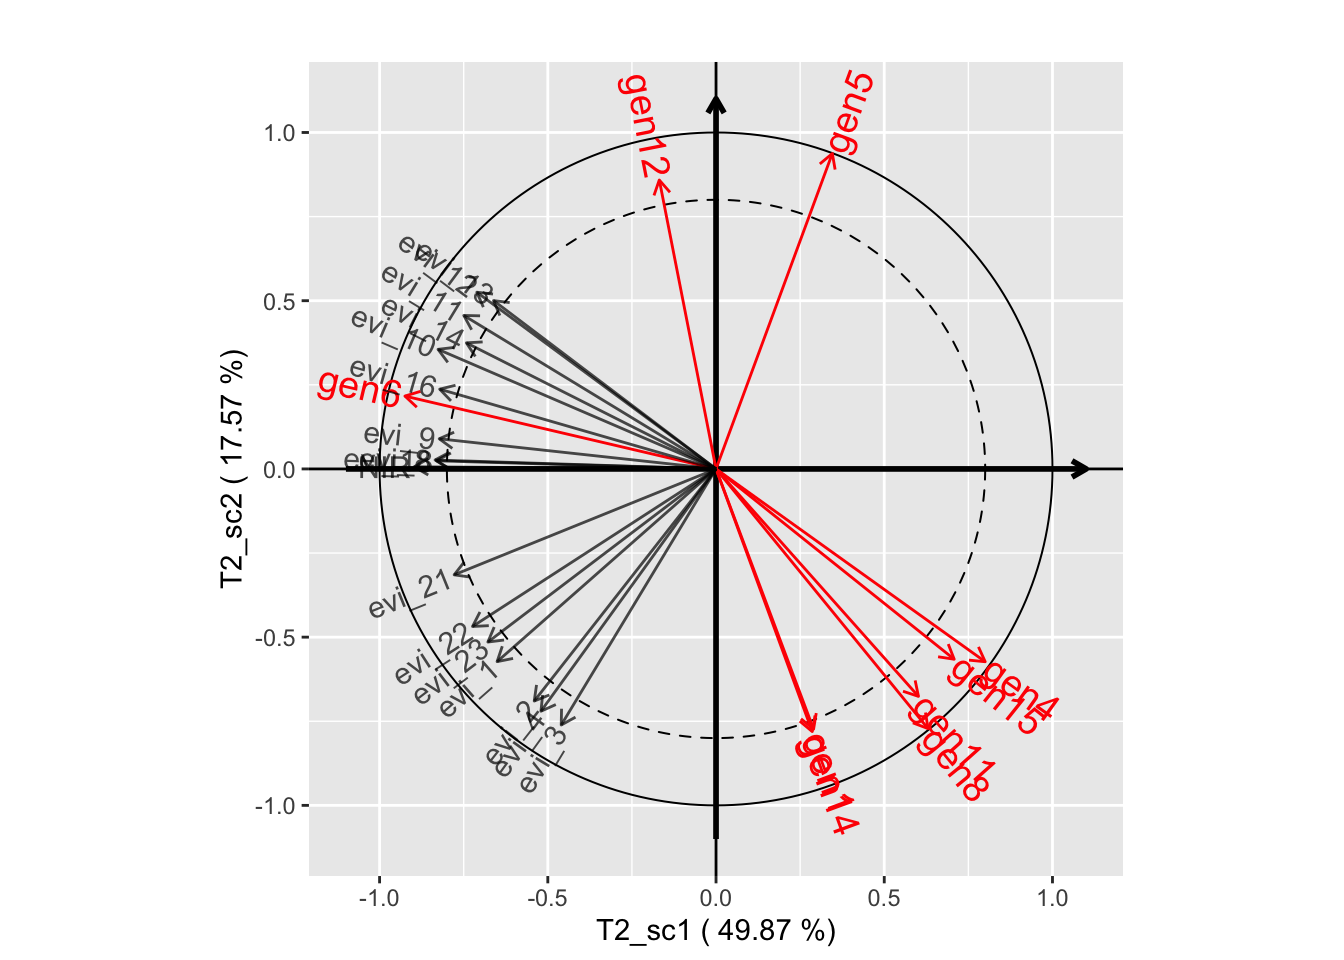 gen12
gen5
1.0
evi_11
gen6
evi_14
evi_10
0.5
evi_16
evi_9
NIR
0.0
evi_21
evi_22
evi_23
evi_1
-0.5
evi_2
evi_4
evi_3
gen4
gen15
gen11
gen8
gen14
-1.0
-1.0
-0.5
0.0
0.5
1.0
T2_sc1 ( 49.87 %)
T2_sc2 ( 17.57 %)